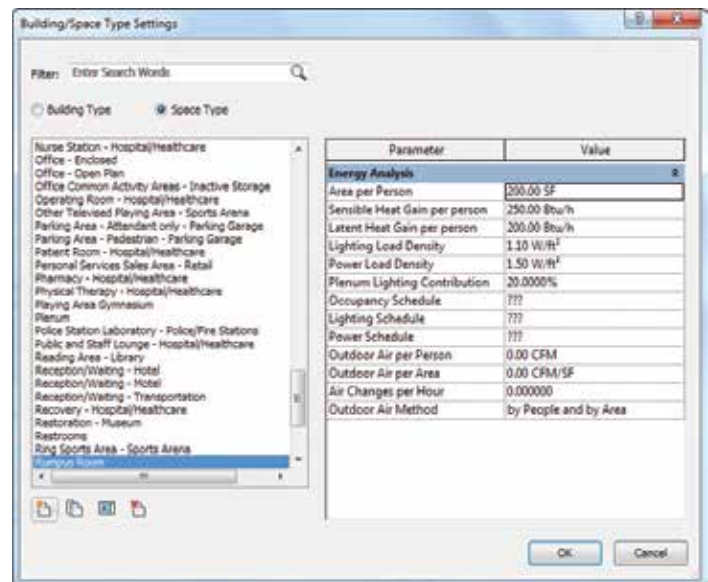 Building/Space Type Settings
Filter: Enter Search Words
Building Type Space Type
Nurse Station - Hospital/Healthcare
Office - Enclosed
Office - Open Plan
Office Common Activity Areas - Inactive Storage
Operating Room - Hospital/Healthcare
Other Televised Playing Area - Sports Arena
Parking Area - Attendant only - Parking Garage
Parking Area - Pedestrian - Parking Garage
Patient Room - Hospital/Healthcare
Personal Services Sales Area - Retail
Pharmacy - Hospital/Healthcare
Physical Therapy - Hospital/Healthcare
Playing Area Gymnasium
Plenum
Police Station Laboratory - Police/Fire Stations
Public and Staff Lounge - Hospital/Healthcare
Reading Area - Library
Reception/Waiting - Hotel
Reception/Waiting - Motel
Reception/Waiting - Transportation
Recovery - Hospital/Healthcare
Restoration - Museum
Restrooms
Ring Sports Area - Sports Arena
Rumpus Room
Parameter Value
Energy Analysis
Area per Person 200.00 SF
Sensible Heat Gain per person 250.00 Btu/h
Latent Heat Gain per person 200.00 Btu/h
Lighting Load Density 1.10 W/ft²
Power Load Density 1.50 W/ft²
Plenum Lighting Contribution 20.0000%
Occupancy Schedule ???
Lighting Schedule ???
Power Schedule ???
Outdoor Air per Person 0.00 CFM
Outdoor Air per Area 0.00 CFM/SF
Air Changes per Hour 0.000000
Outdoor Air Method by People and by Area
OK Cancel